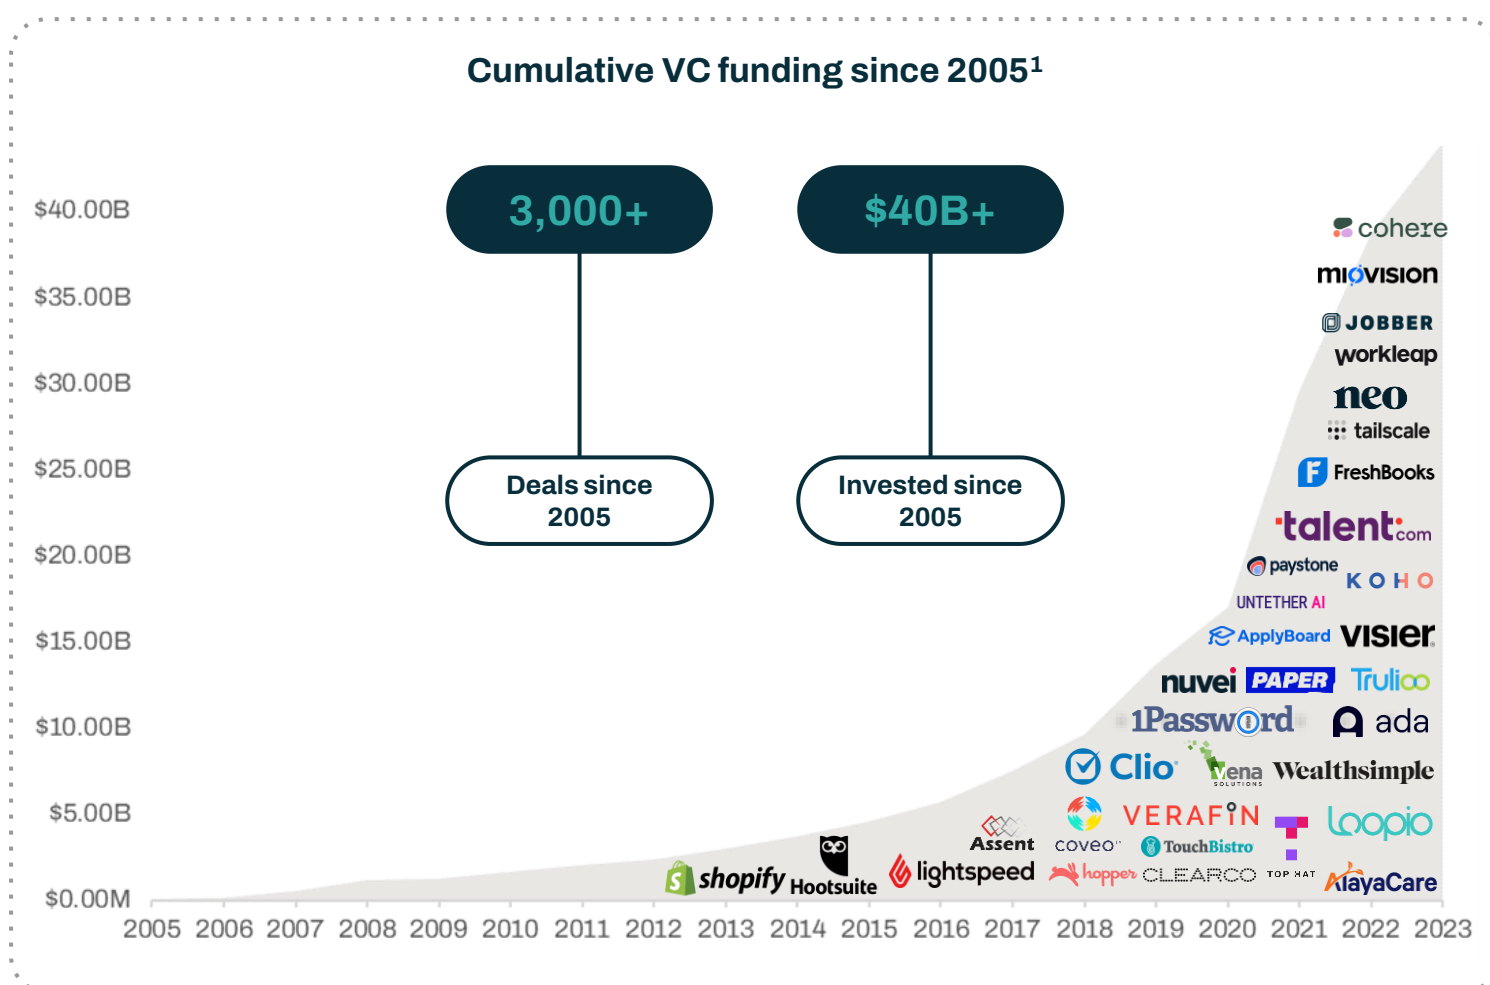 Cumulative VC funding since 2005¹
3,000+
$40B+
Deals since
2005
Invested since
2005
$40.00B
$35.00B
$30.00B
$25.00B
$20.00B
$15.00B
$10.00B
$5.00B
$0.00M
cohere
miovision
JOBBER
workleap
neo
tailscale
FreshBooks
talent.com
paystone
KOHO
UNTETHER AI
ApplyBoard
VISIER
nuvei
PAPER
Trulioo
1Password
ada
Clio
vena
SOLUTIONS
Wealthsimple
Assent
coveo
VERAFIN
TouchBistro
TOP HAT
Loopio
shopify
Hootsuite
lightspeed
hopper
CLEARCO
AlayaCare
2005 2006 2007 2008 2009 2010 2011 2012 2013 2014 2015 2016 2017 2018 2019 2020 2021 2022 2023